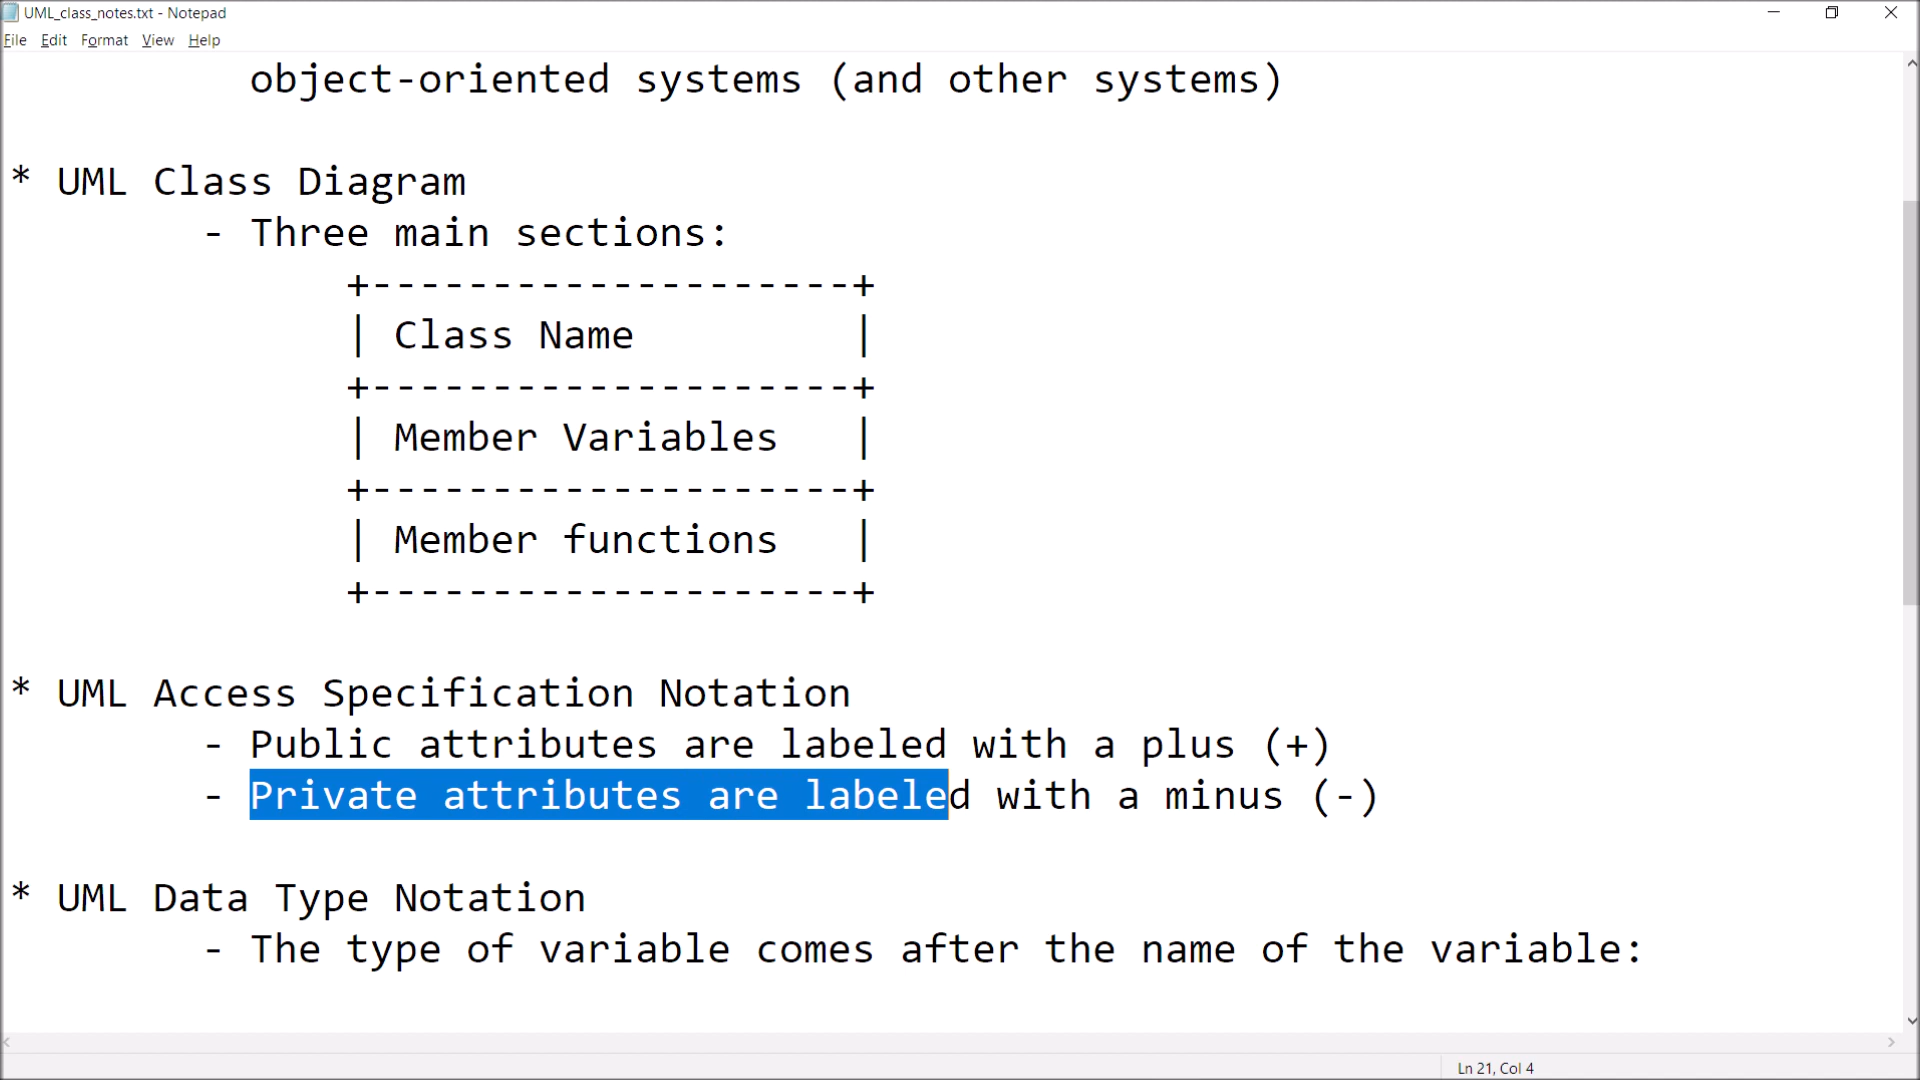 UML_class_notes.txt - Notepad
File Edit Format View Help
object-oriented systems (and other systems)
* UML Class Diagram
- Three main sections:
+--------------------+
| Class Name |
+--------------------+
| Member Variables |
+--------------------+
| Member functions |
+--------------------+
* UML Access Specification Notation
- Public attributes are labeled with a plus (+)
- Private attributes are labeled with a minus (-)
* UML Data Type Notation
- The type of variable comes after the name of the variable:
Ln 21, Col 4